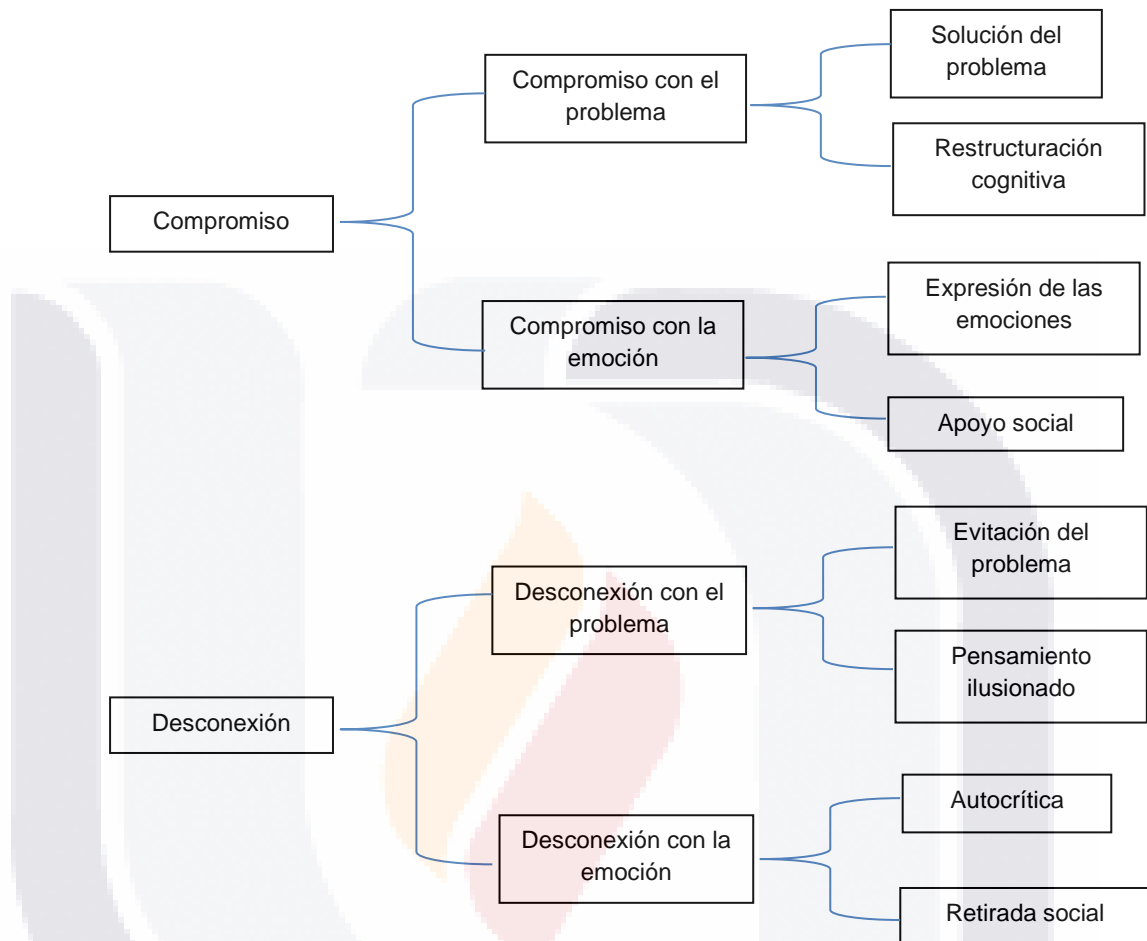 Solución del
problema
Compromiso con el
problema
Restructuración
cognitiva
Compromiso
Expresión de las
emociones
Compromiso con la
emoción
Apoyo social
Evitación del
problema
Desconexión con el
problema
Pensamiento
ilusionado
Desconexión
Autocrítica
Desconexión con la
emoción
Retirada social